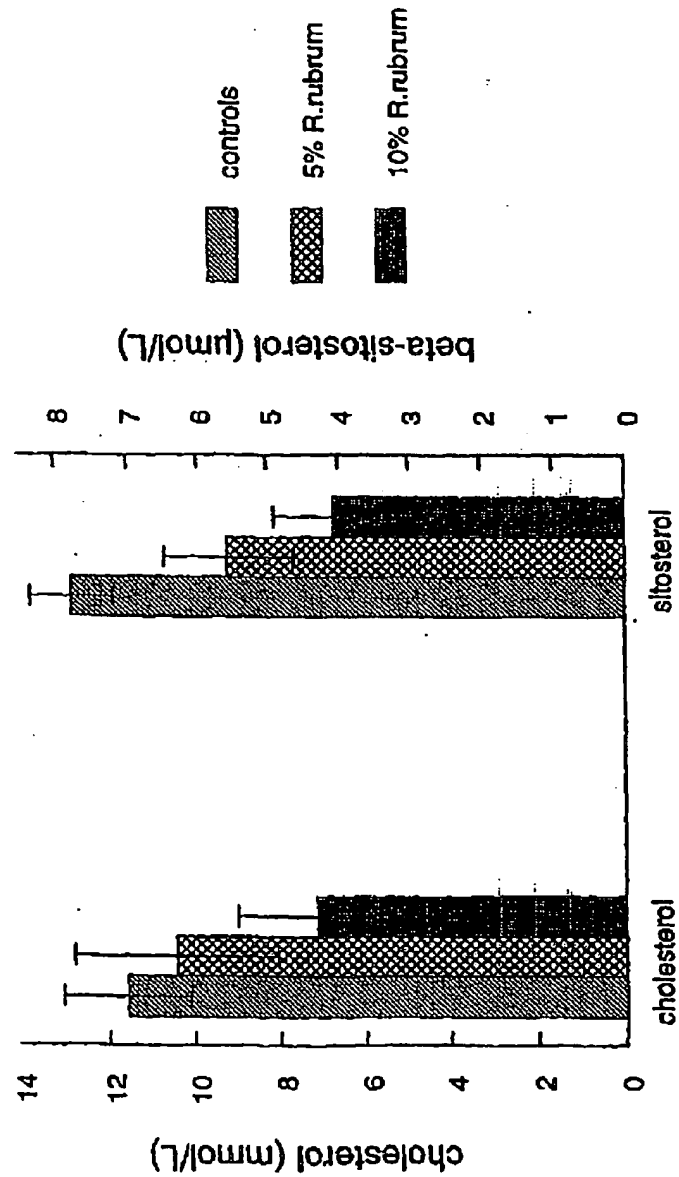 cholesterol (mmol/L)
14
12
10
8
6
4
2
0
cholesterol
sitosterol
8
7
6
5
4
3
2
1
0
beta-sitosterol (µmol/L)
controls
5% R.rubrum
10% R.rubrum